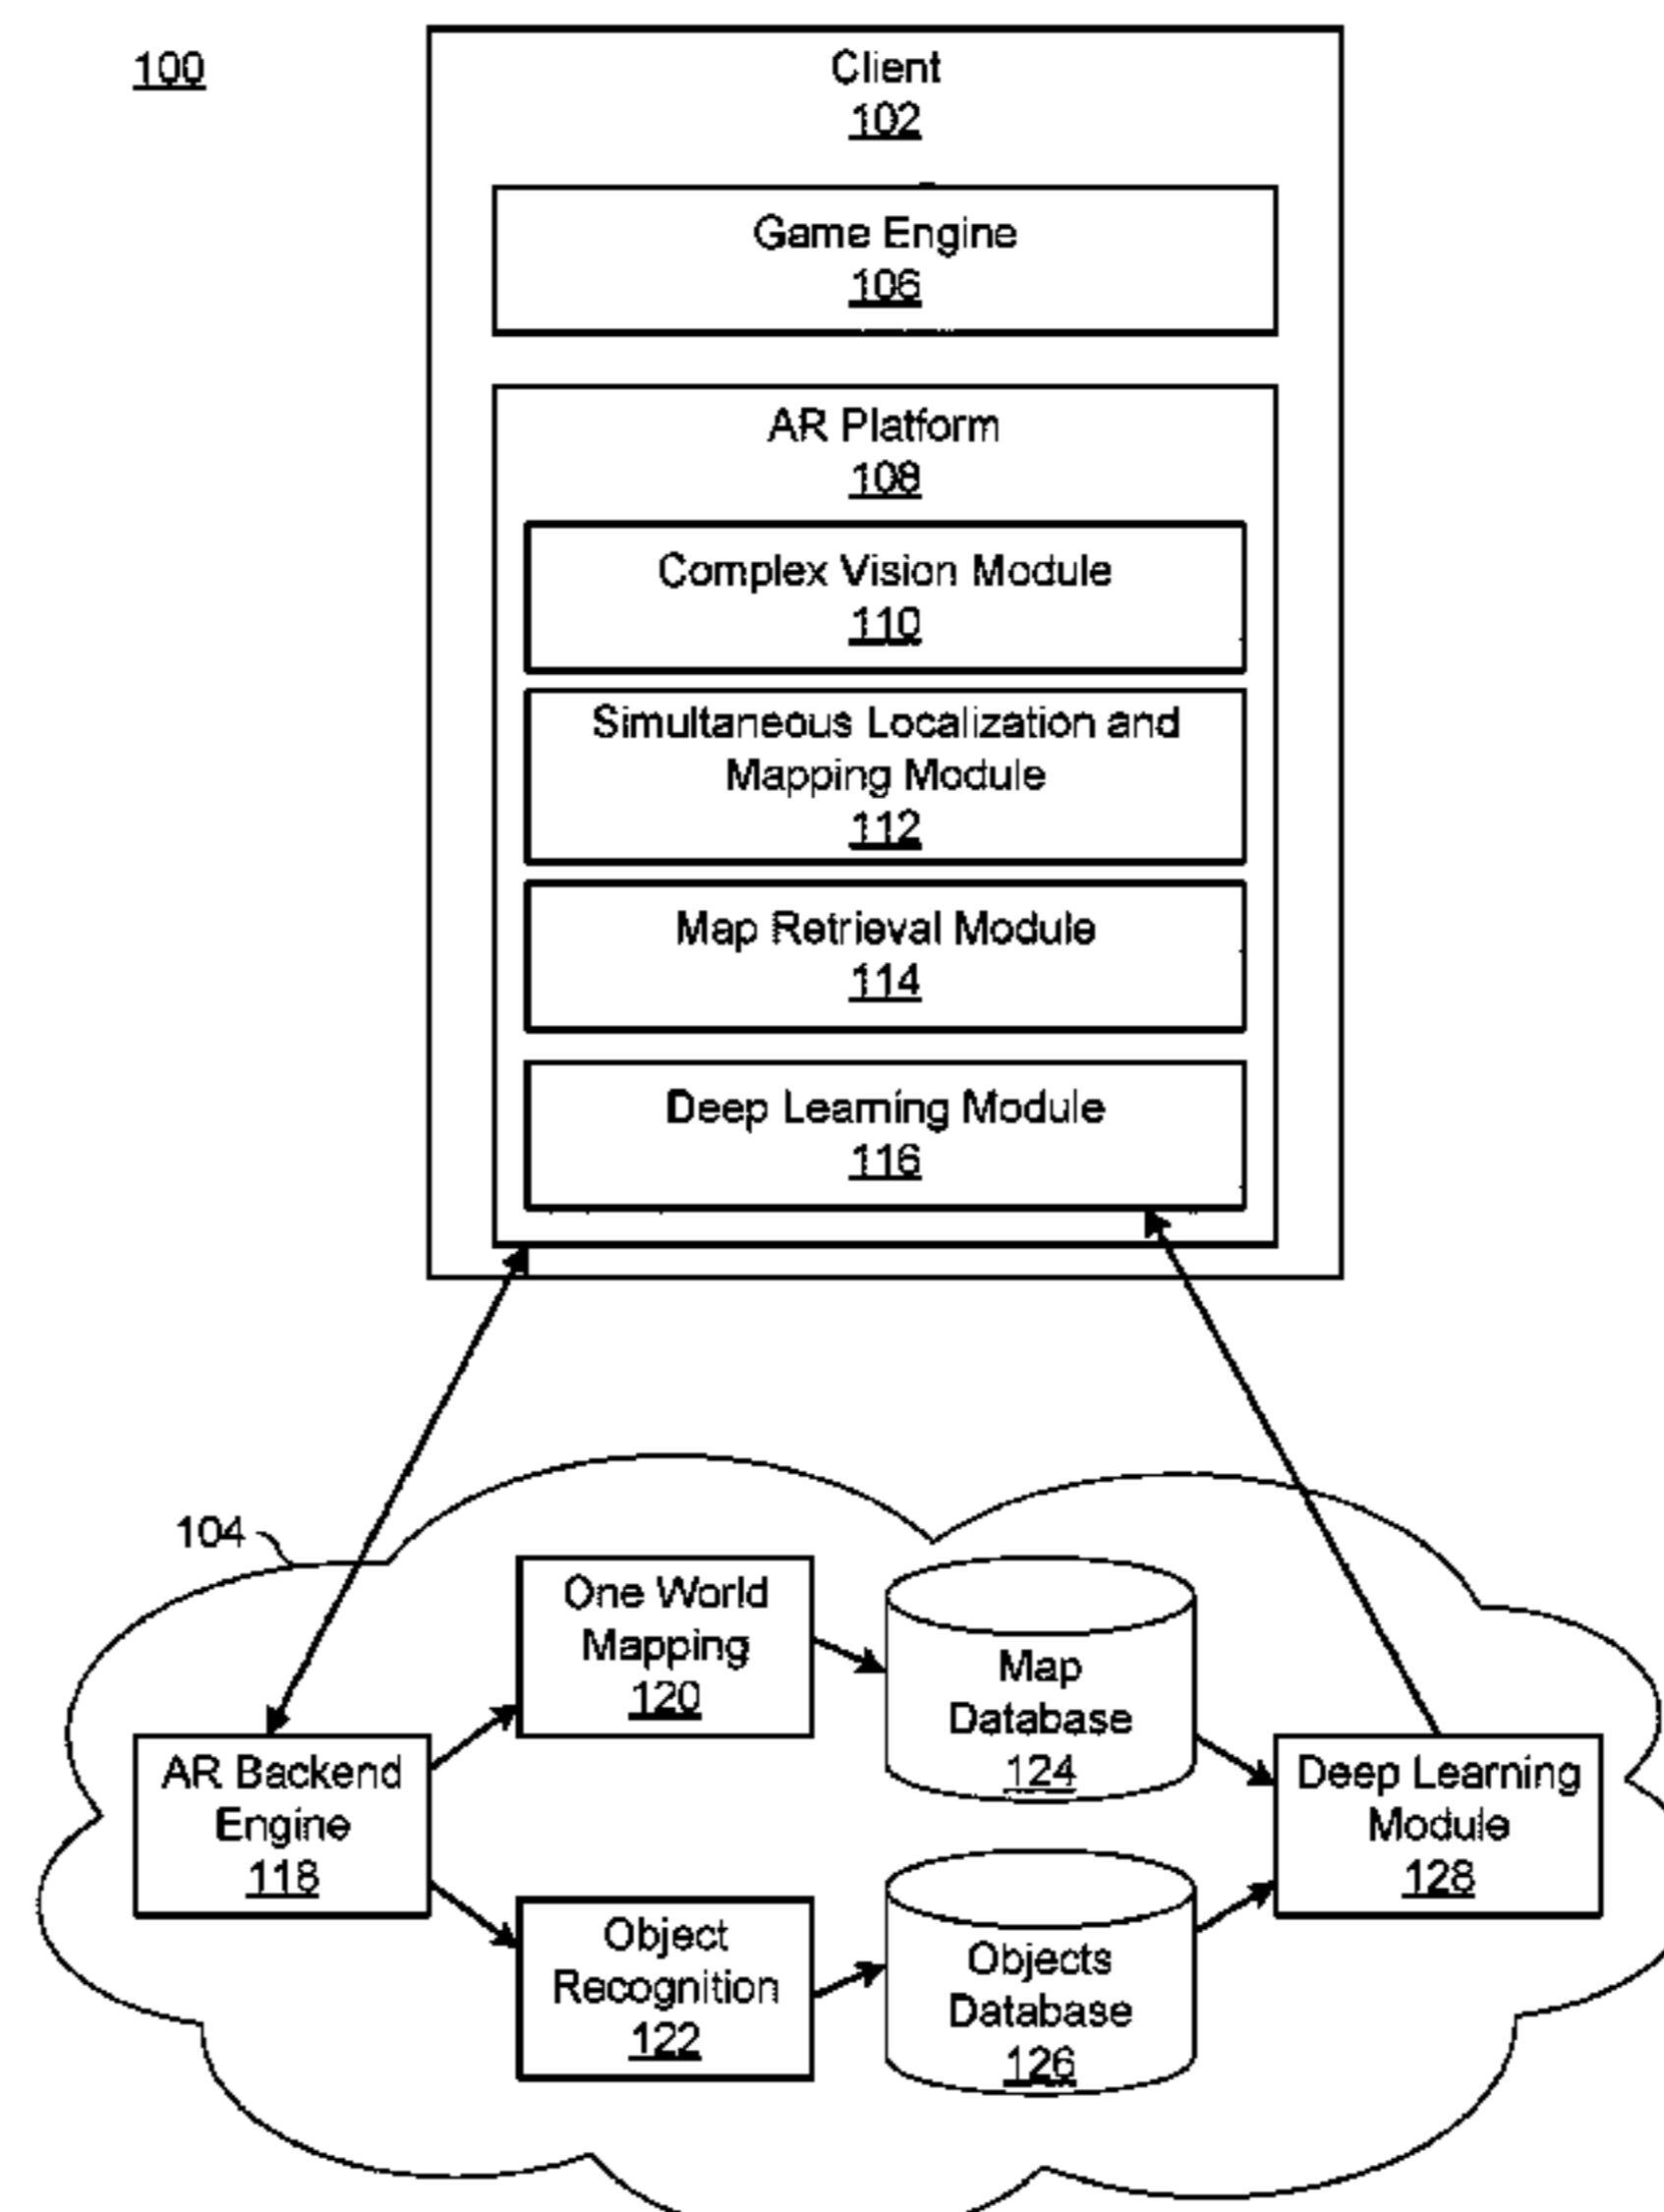 100
Client
102
Game Engine
106
AR Platform
108
Complex Vision Module
110
Simultaneous Localization and
Mapping Module
112
Map Retrieval Module
114
Deep Learning Module
116
104
One World
Mapping
120
Map
Database
124
AR Backend
Engine
118
Deep Learning
Module
128
Object
Recognition
122
Objects
Database
126